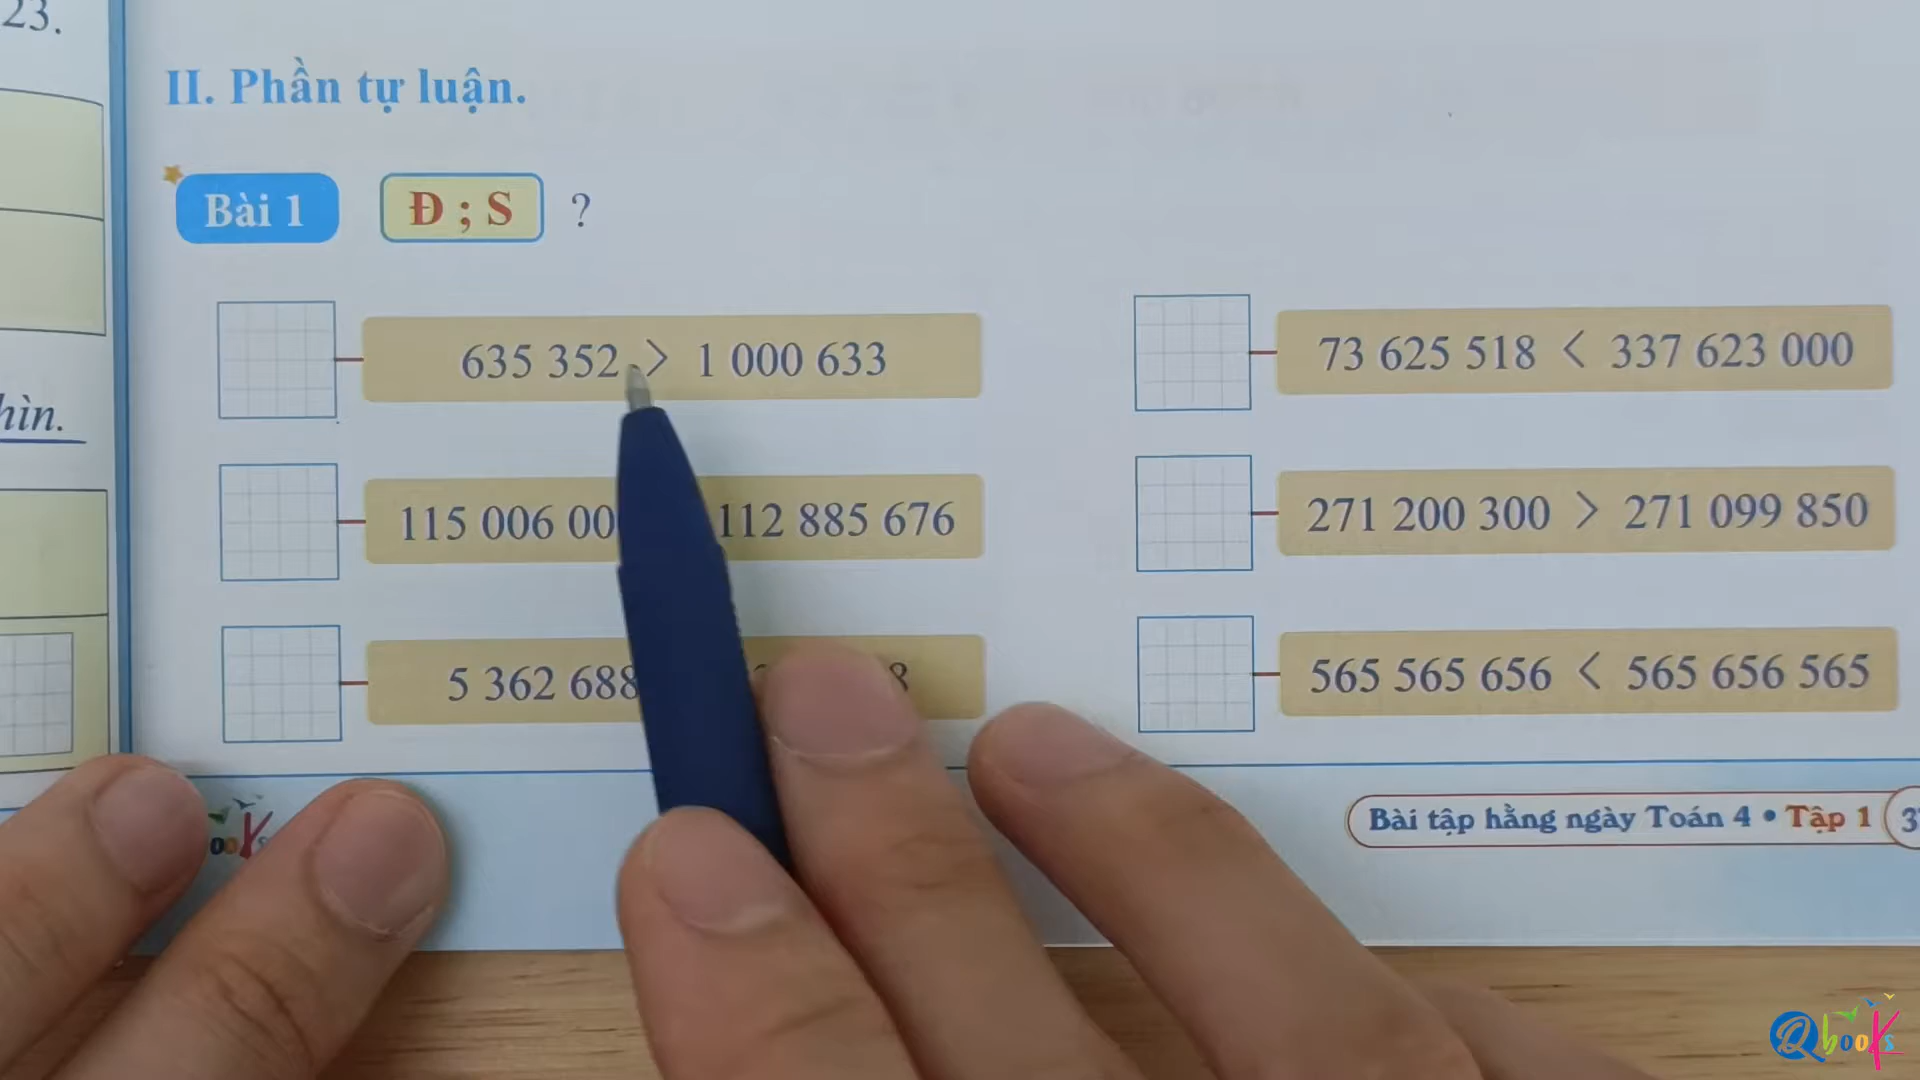 23.
II. Phần tự luận.
Bài 1 Đ ; S ?
635 352 > 1 000 633
73 625 518 < 337 623 000
115 006 00 112 885 676
271 200 300 > 271 099 850
5 362 688 8
565 565 656 < 565 656 565
Bài tập hằng ngày Toán 4 • Tập 1
Qbooks